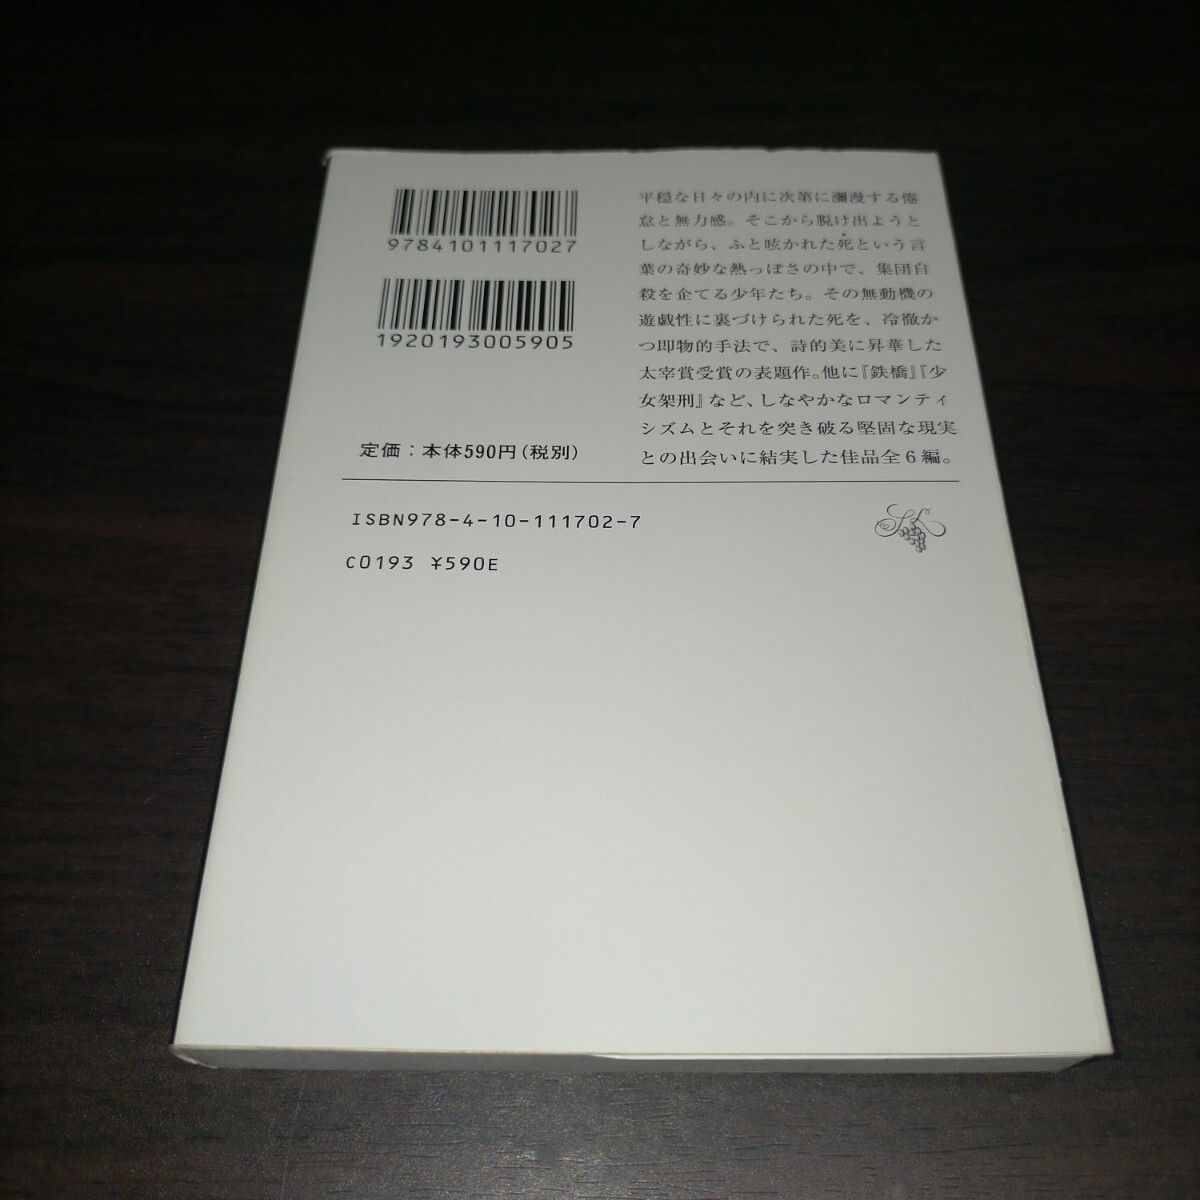 9784101117027
1920193005905
定価:本体590円(税別)
平穏な日々の内に次第に瀰漫する倦
怠と無力感。そこから脱け出ようと
しながら、ふと呟かれた死という言
葉の奇妙な熱っぽさの中で、集団自
殺を企てる少年たち。その無動機の
遊戯性に裏づけられた死を、冷徹か
つ即物的手法で、詩的美に昇華した
太宰賞受賞の表題作。他に『鉄橋』『少
女架刑』など、しなやかなロマンティ
シズムとそれを突き破る堅固な現実
との出会いに結実した佳品全6編。
ISBN978-4-10-111702-7
C0193 ¥590E